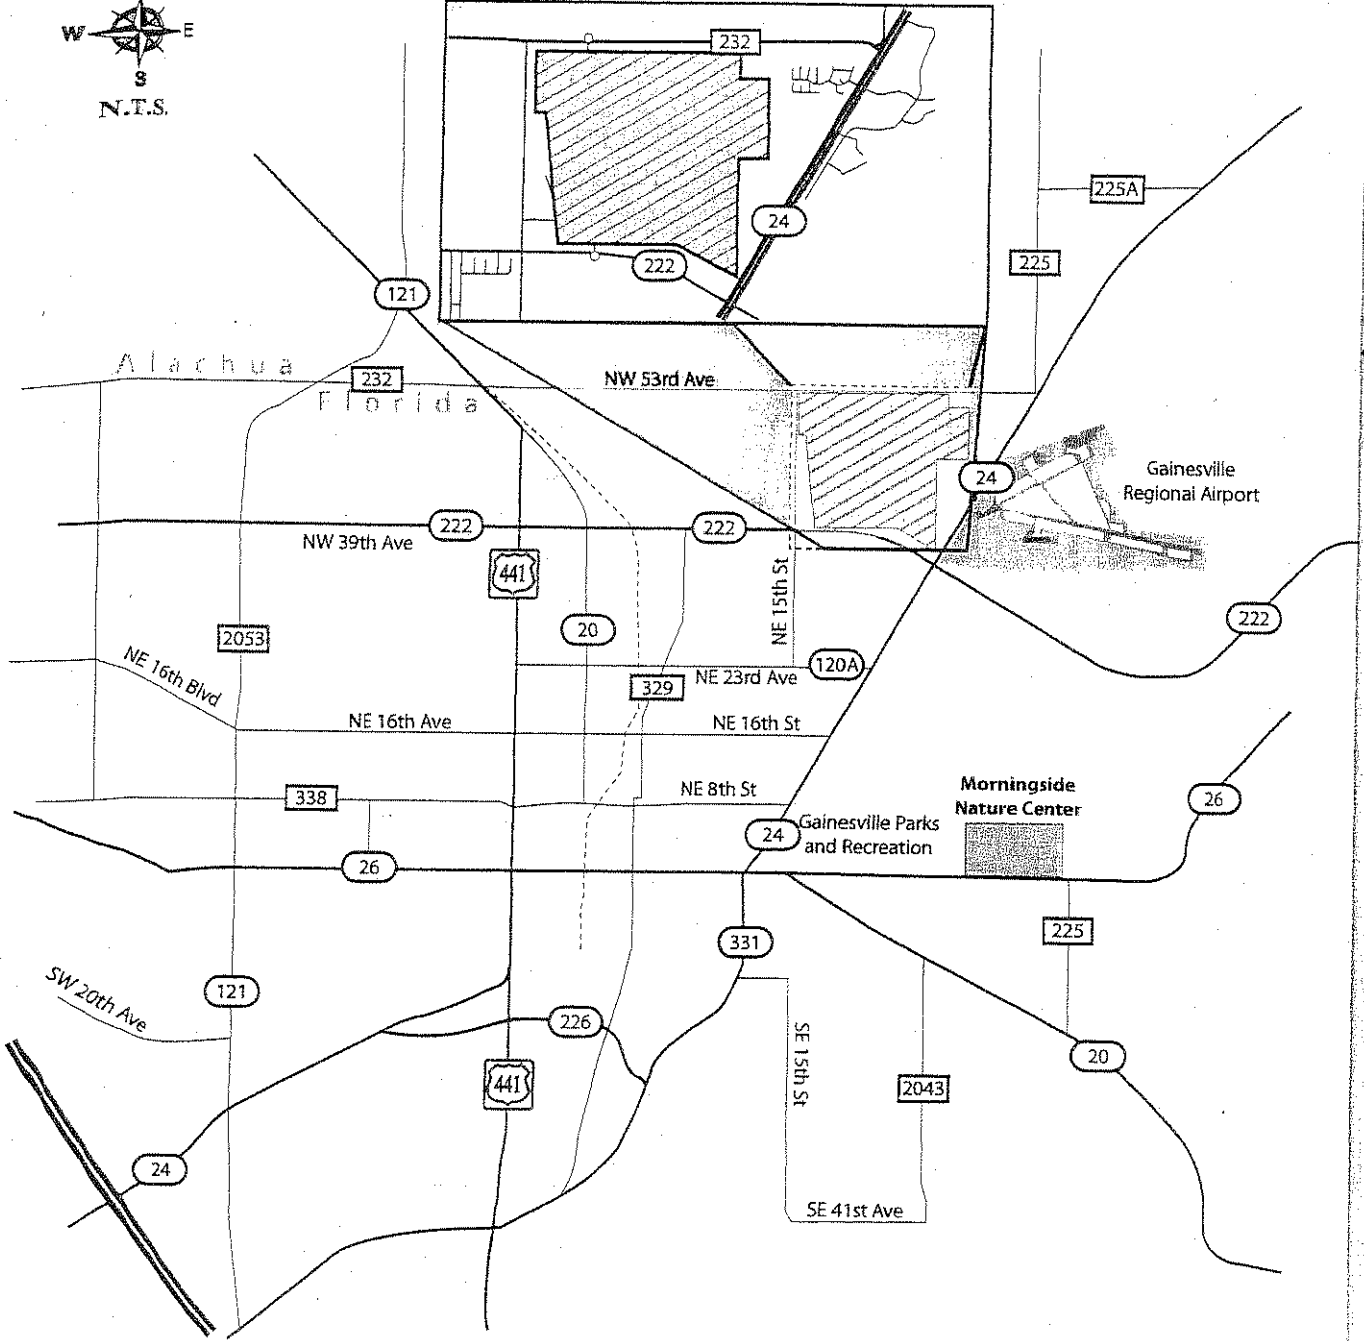 W E
S
N.T.S.
232
24
222
225A
225
121
Alachua
232
Florida
NW 53rd Ave
24
Gainesville
Regional Airport
222
222
NW 39th Ave
441
NE 15th St
20
222
2053
NE 16th Blvd
120A
NE 23rd Ave
329
NE 16th Ave
NE 16th St
338
NE 8th St
Morningside
Nature Center
26
24
Gainesville Parks
and Recreation
26
331
225
SW 20th Ave
121
226
SE 15th St
20
441
2043
24
SE 41st Ave